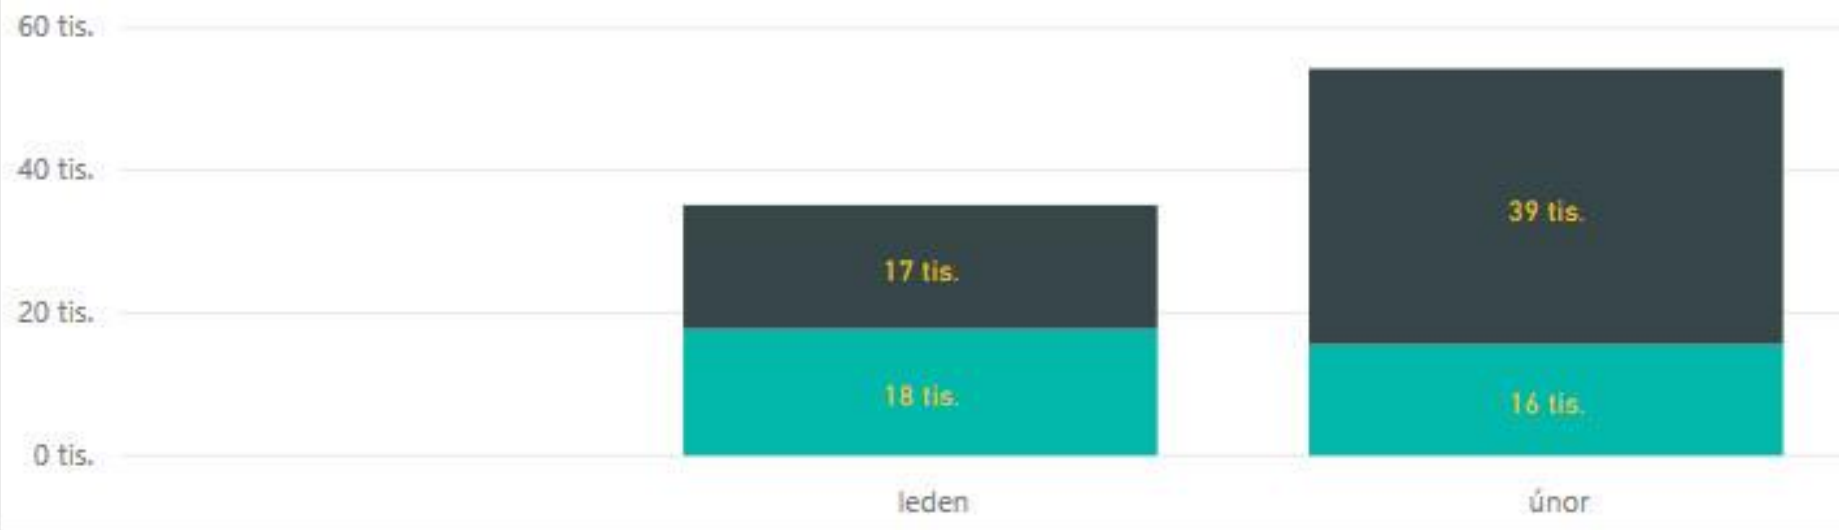 60 tis.
40 tis.
39 tis.
17 tis.
20 tis.
18 tis.
16 tis.
0 tis.
leden
únor